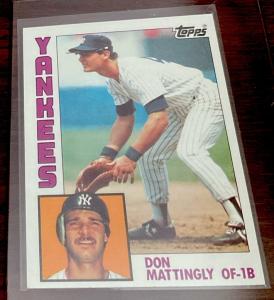 TOPPS
YANKEES
DON
MATTINGLY OF-1B